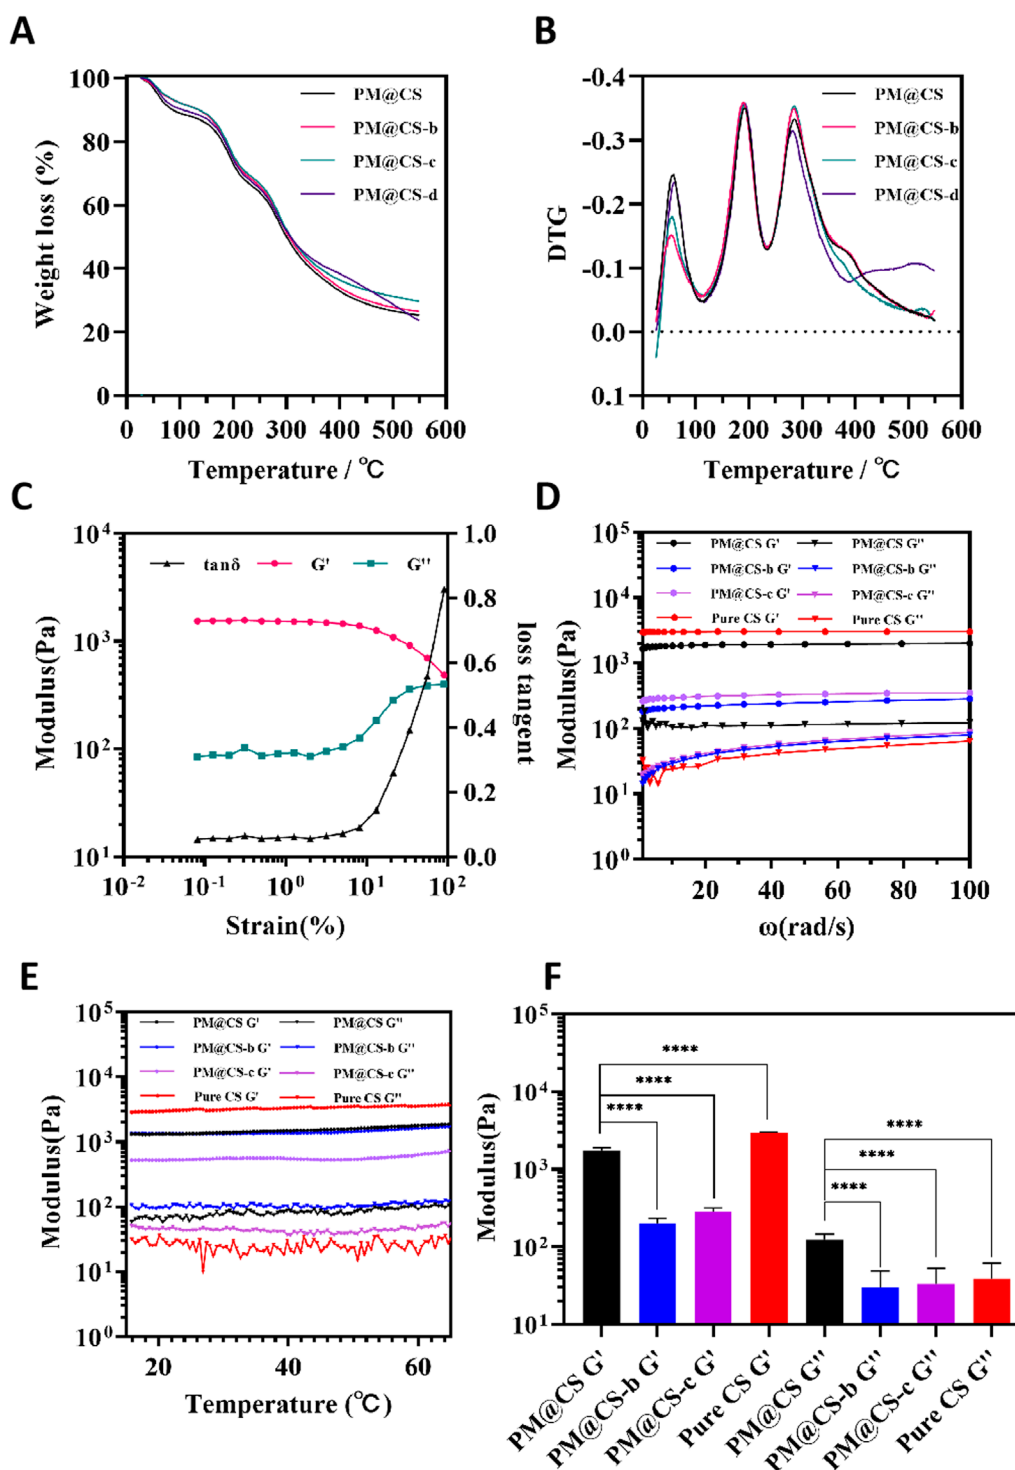 A
100
80
60
40
20
0
Weight loss (%)
PM@CS
PM@CS-b
PM@CS-c
PM@CS-d
0 100 200 300 400 500 600
Temperature / ℃
B
-0.4
-0.3
-0.2
-0.1
0.0
0.1
DTG
PM@CS
PM@CS-b
PM@CS-c
PM@CS-d
0 100 200 300 400 500 600
Temperature / ℃
C
10⁴
10³
10²
10¹
Modulus(Pa)
tanδ G' G''
1.0
0.8
0.6
0.4
0.2
0.0
loss tangent
10⁻² 10⁻¹ 10⁰ 10¹ 10²
Strain(%)
D
10⁵
10⁴
10³
10²
10¹
10⁰
Modulus(Pa)
PM@CS G' PM@CS G''
PM@CS-b G' PM@CS-b G''
PM@CS-c G' PM@CS-c G''
Pure CS G' Pure CS G''
20 40 60 80 100
ω(rad/s)
E
10⁵
10⁴
10³
10²
10¹
10⁰
Modulus(Pa)
PM@CS G' PM@CS G''
PM@CS-b G' PM@CS-b G''
PM@CS-c G' PM@CS-c G''
Pure CS G' Pure CS G''
20 40 60
Temperature (℃)
F
10⁵
10⁴
10³
10²
10¹
Modulus(Pa)
****
****
****
****
****
****
PM@CS G'
PM@CS-b G'
PM@CS-c G'
Pure CS G'
PM@CS G''
PM@CS-b G''
PM@CS-c G''
Pure CS G''